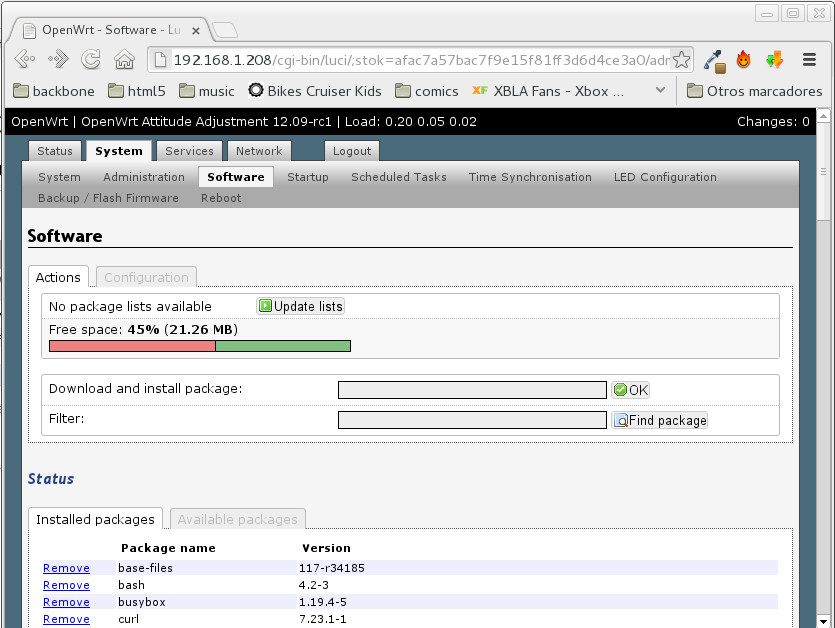 OpenWrt - Software - Lu
192.168.1.208/cgi-bin/luci/;stok=afac7a57bac7f9e15f81ff3d6d4ce3a0/adn
backbone html5 music Bikes Cruiser Kids comics XF XBLA Fans - Xbox ... Otros marcadores
OpenWrt | OpenWrt Attitude Adjustment 12.09-rc1 | Load: 0.20 0.05 0.02 Changes: 0
Status System Services Network Logout
System Administration Software Startup Scheduled Tasks Time Synchronisation LED Configuration
Backup / Flash Firmware Reboot
Software
Actions Configuration
No package lists available Update lists
Free space: 45% (21.26 MB)
Download and install package: OK
Filter: Find package
Status
Installed packages Available packages
Package name Version
Remove base-files 117-r34185
Remove bash 4.2-3
Remove busybox 1.19.4-5
Remove curl 7.23.1-1